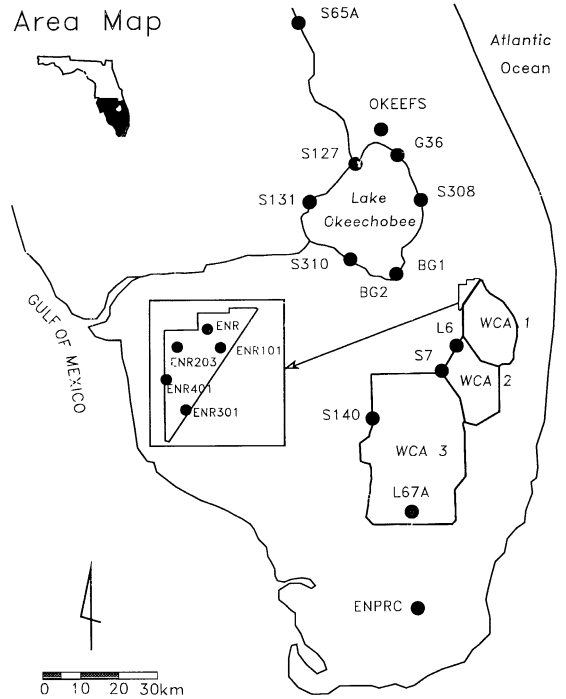 Area Map
S65A
Atlantic
Ocean
OKEEFS
G36
S127
S131
Lake
Okeechobee
S308
S310
BG1
BG2
GULF OF MEXICO
ENR
ENR203
ENR101
ENR401
ENR301
L6
WCA 1
S7
WCA 2
S140
WCA 3
L67A
ENPRC
0 10 20 30km